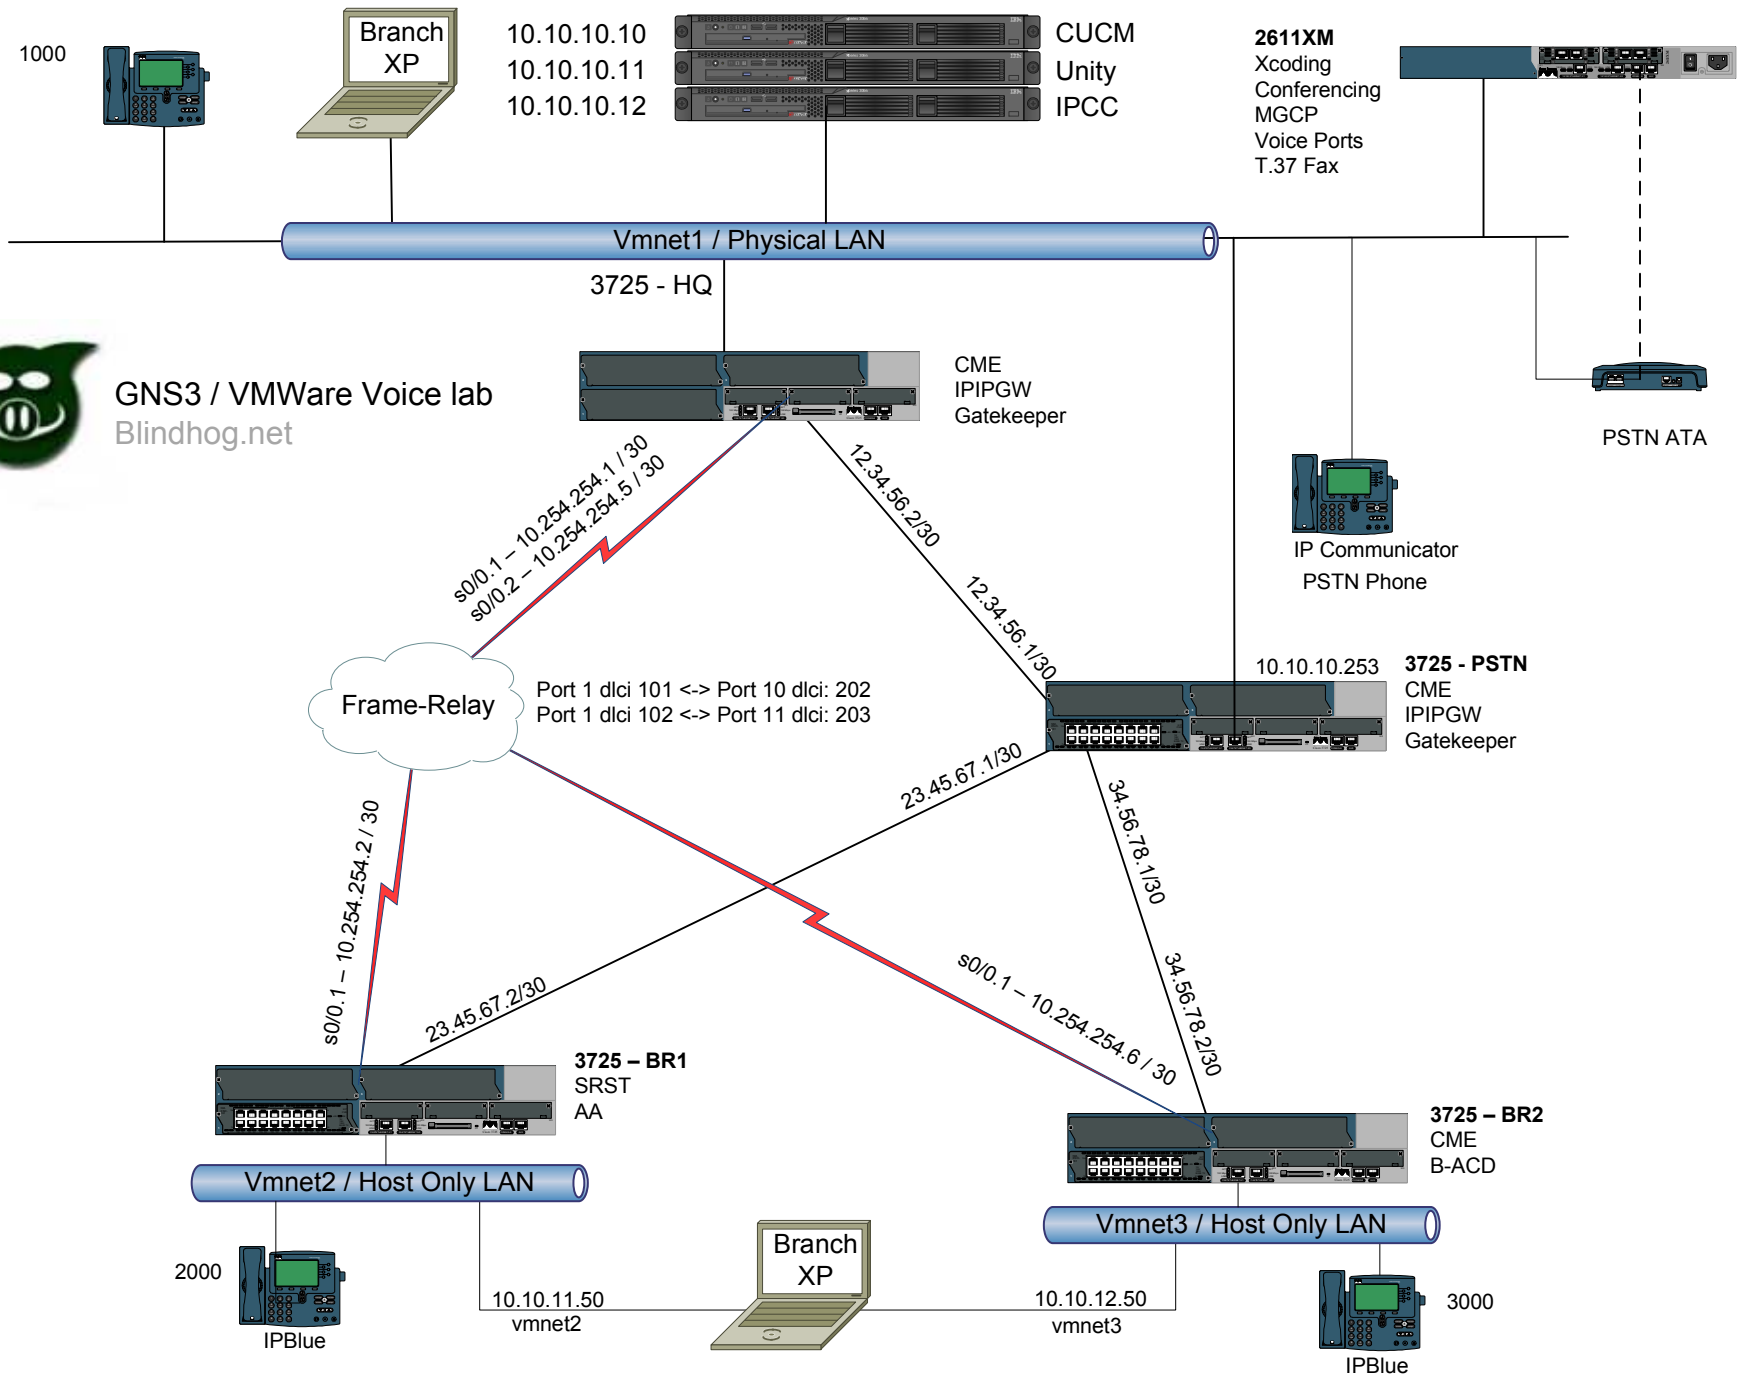 1000
Branch
XP
10.10.10.10
10.10.10.11
10.10.10.12
CUCM
Unity
IPCC
2611XM
Xcoding
Conferencing
MGCP
Voice Ports
T.37 Fax
Vmnet1 / Physical LAN
3725 - HQ
CME
IPIPGW
Gatekeeper
GNS3 / VMWare Voice lab
Blindhog.net
PSTN ATA
IP Communicator
PSTN Phone
s0/0.1 – 10.254.254.1 / 30
s0/0.2 – 10.254.254.5 / 30
12.34.56.2/30
12.34.56.1/30
Frame-Relay
Port 1 dlci 101 <-> Port 10 dlci: 202
Port 1 dlci 102 <-> Port 11 dlci: 203
10.10.10.253
3725 - PSTN
CME
IPIPGW
Gatekeeper
23.45.67.1/30
34.56.78.1/30
s0/0.1 – 10.254.254.2 / 30
23.45.67.2/30
s0/0.1 – 10.254.254.6 / 30
34.56.78.2/30
3725 – BR1
SRST
AA
3725 – BR2
CME
B-ACD
Vmnet2 / Host Only LAN
Vmnet3 / Host Only LAN
2000
IPBlue
10.10.11.50
vmnet2
Branch
XP
10.10.12.50
vmnet3
3000
IPBlue